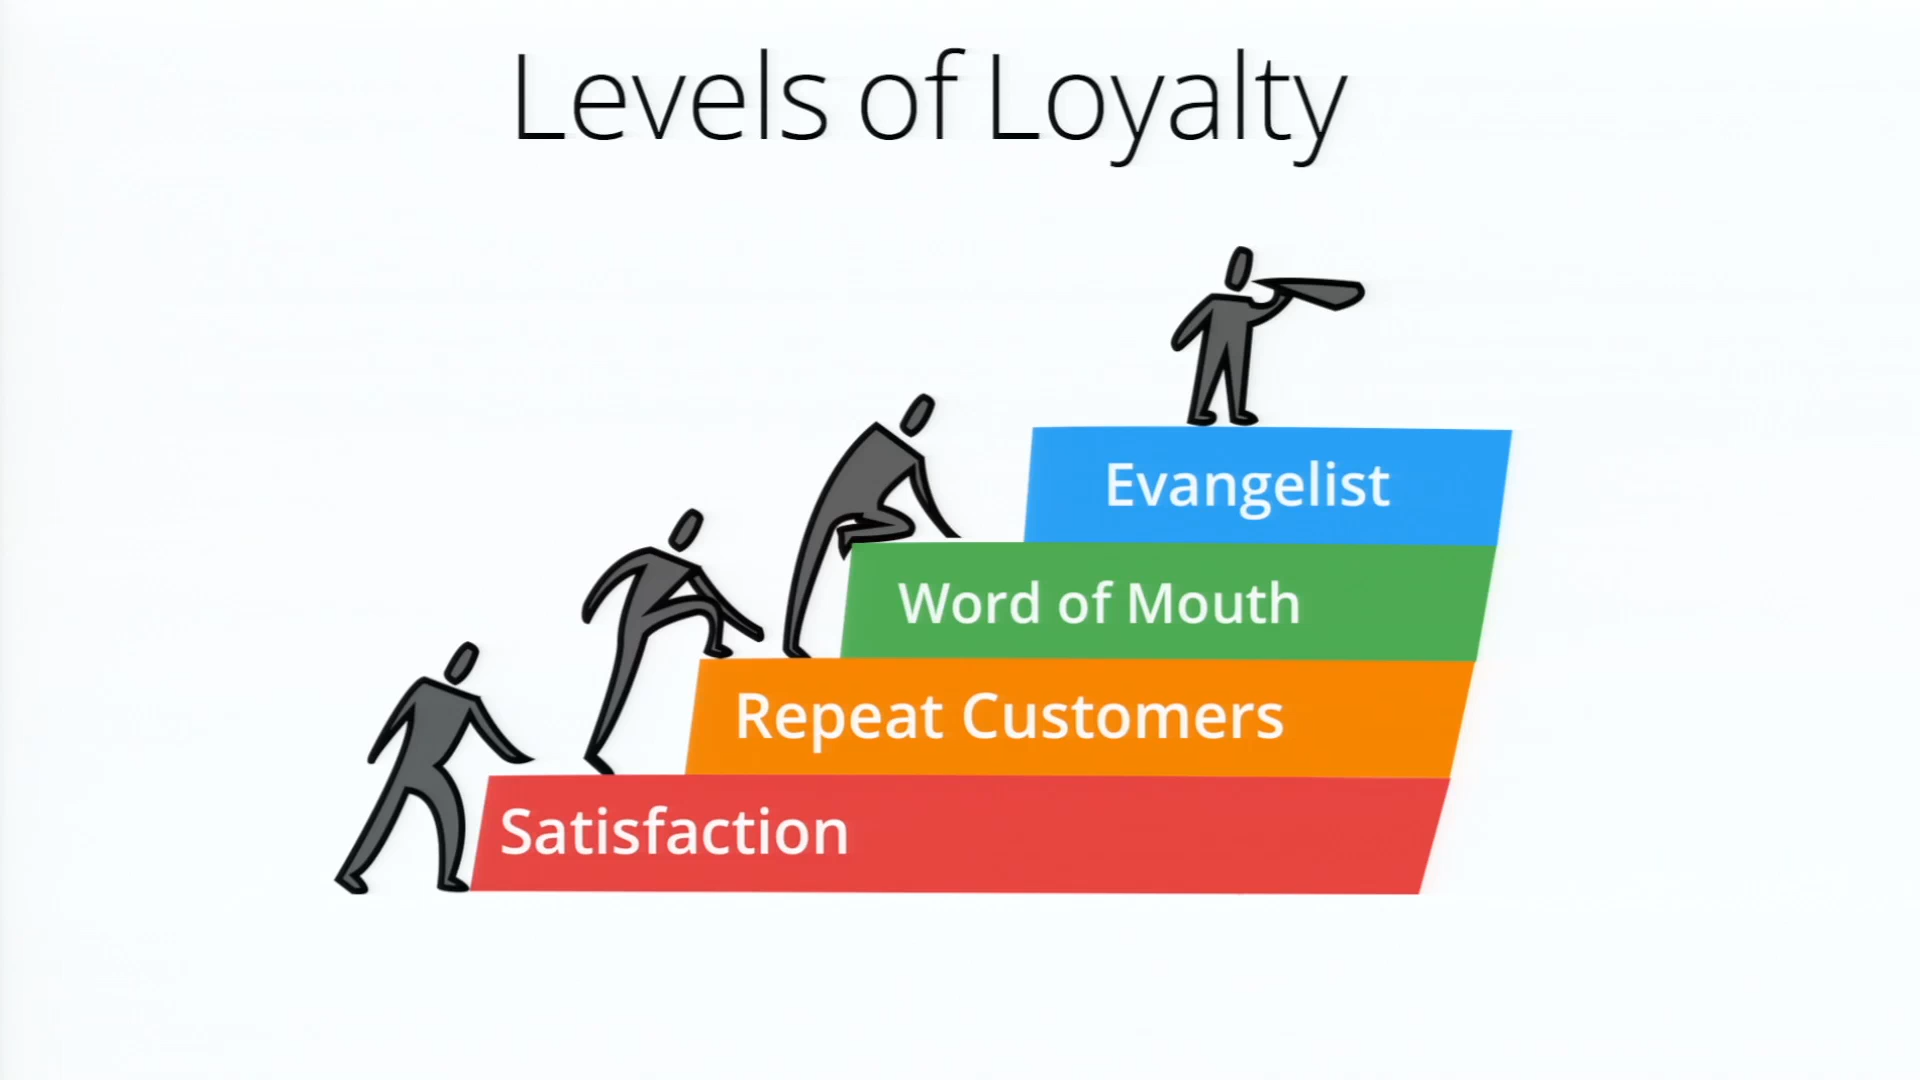 Levels of Loyalty
Evangelist
Word of Mouth
Repeat Customers
Satisfaction